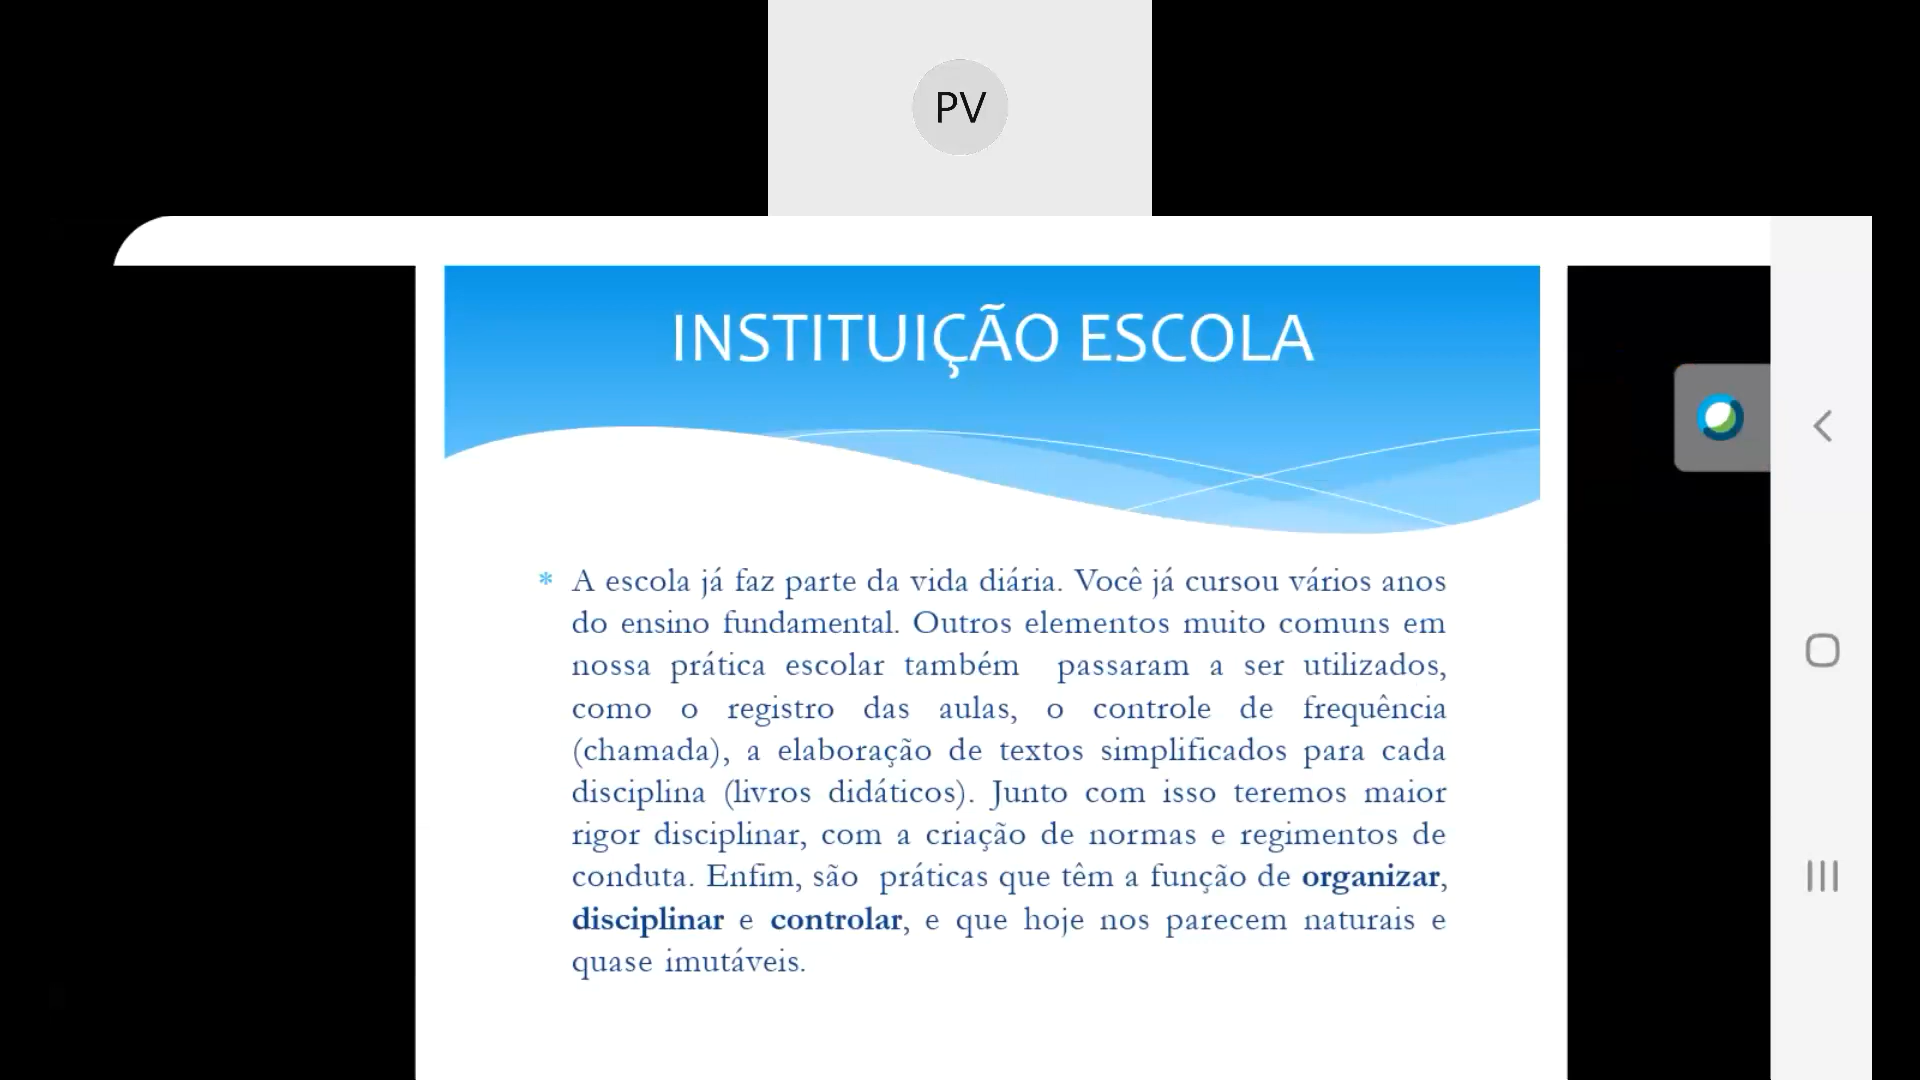 PV
INSTITUIÇÃO ESCOLA
* A escola já faz parte da vida diária. Você já cursou vários anos
do ensino fundamental. Outros elementos muito comuns em
nossa prática escolar também passaram a ser utilizados,
como o registro das aulas, o controle de frequência
(chamada), a elaboração de textos simplificados para cada
disciplina (livros didáticos). Junto com isso teremos maior
rigor disciplinar, com a criação de normas e regimentos de
conduta. Enfim, são práticas que têm a função de organizar,
disciplinar e controlar, e que hoje nos parecem naturais e
quase imutáveis.